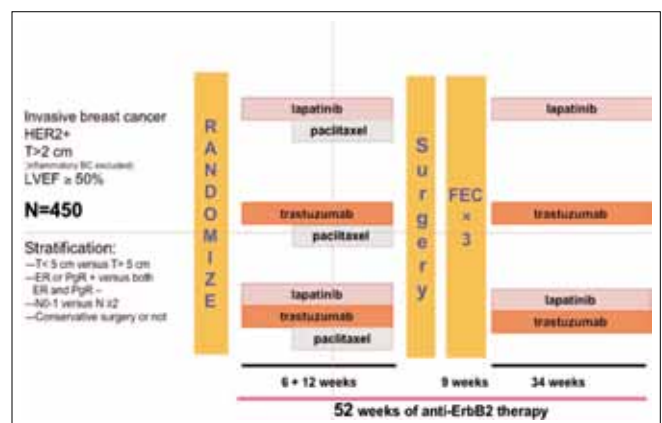 Invasive breast cancer
HER2+
T>2 cm
(inflammatory BC excluded)
LVEF ≥ 50%
N=450
Stratification:
—T< 5 cm versus T> 5 cm
—ER or PgR + versus both
ER and PgR –
—N0-1 versus N ≥2
—Conservative surgery or not
RANDOMIZE
lapatinib
paclitaxel
trastuzumab
paclitaxel
lapatinib
trastuzumab
paclitaxel
6 + 12 weeks
Surgery
FEC
×
3
9 weeks
lapatinib
trastuzumab
lapatinib
trastuzumab
34 weeks
52 weeks of anti-ErbB2 therapy